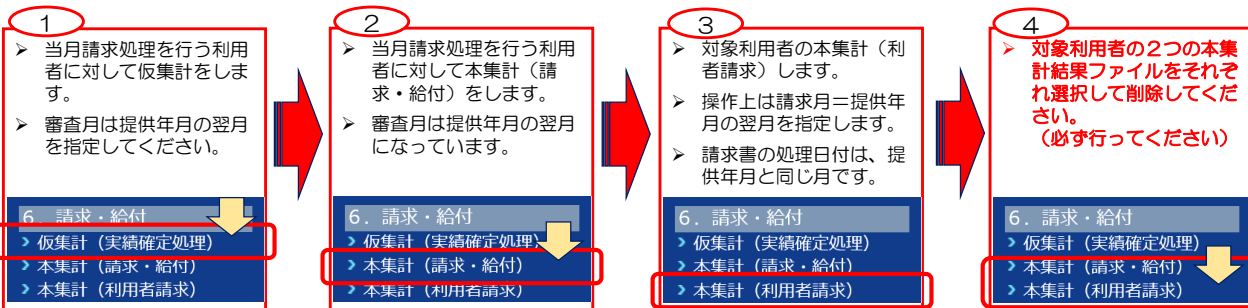 1
➢ 当月請求処理を行う利用
者に対して仮集計をしま
す。
➢ 審査月は提供年月の翌月
を指定してください。
6．請求・給付
› 仮集計（実績確定処理）
› 本集計（請求・給付）
› 本集計（利用者請求）
2
➢ 当月請求処理を行う利用
者に対して本集計（請
求・給付）をします。
➢ 審査月は提供年月の翌月
になっています。
6．請求・給付
› 仮集計（実績確定処理）
› 本集計（請求・給付）
› 本集計（利用者請求）
3
➢ 対象利用者の本集計（利
者請求）します。
➢ 操作上は請求月＝提供年
月の翌月を指定します。
➢ 請求書の処理日付は、提
供年月と同じ月です。
6．請求・給付
› 仮集計（実績確定処理）
› 本集計（請求・給付）
› 本集計（利用者請求）
4
➢ 対象利用者の２つの本集
計結果ファイルをそれぞ
れ選択して削除してくだ
さい。
（必ず行ってください）
6．請求・給付
› 仮集計（実績確定処理）
› 本集計（請求・給付）
› 本集計（利用者請求）